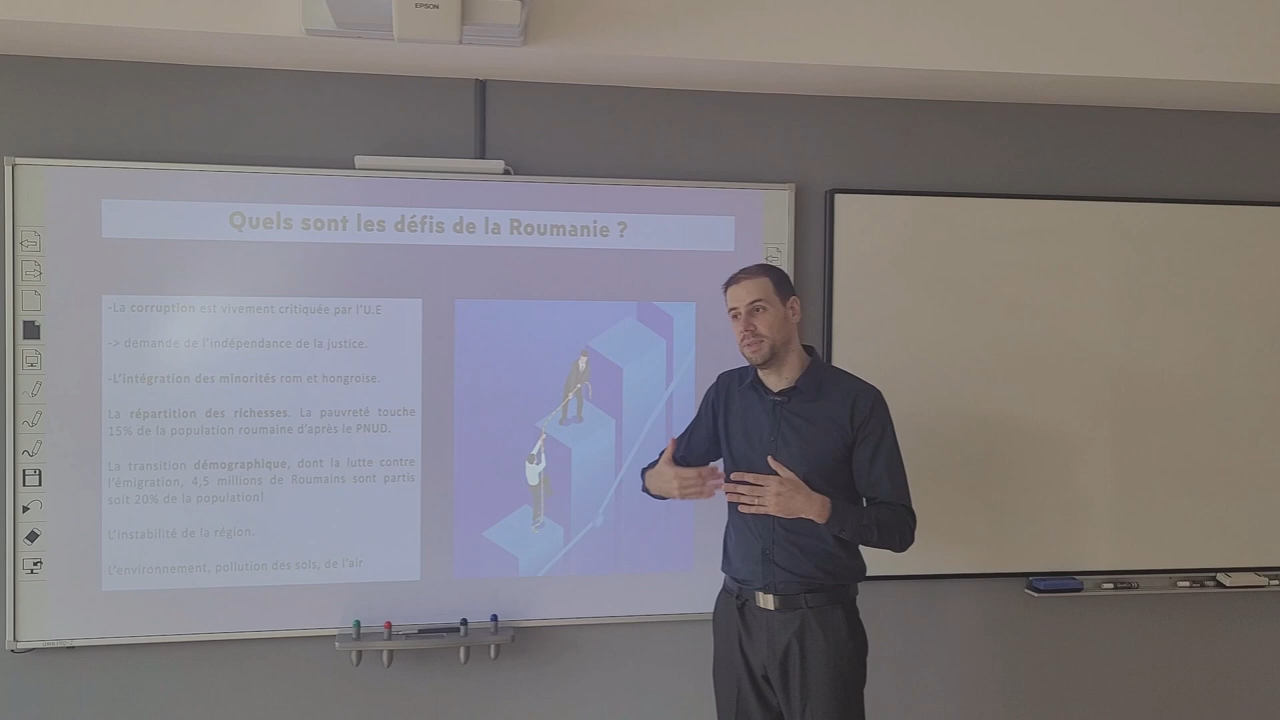 EPSON
Quels sont les défis de la Roumanie ?
-La corruption est vivement critiquée par l'U.E
-> demande de l'indépendance de la justice.
-L'intégration des minorités rom et hongroise.
La répartition des richesses. La pauvreté touche
15% de la population roumaine d'après le PNUD.
La transition démographique, dont la lutte contre
l'émigration, 4,5 millions de Roumains sont partis
soit 20% de la population!
L'instabilité de la région.
L'environnement, pollution des sols, de l'air